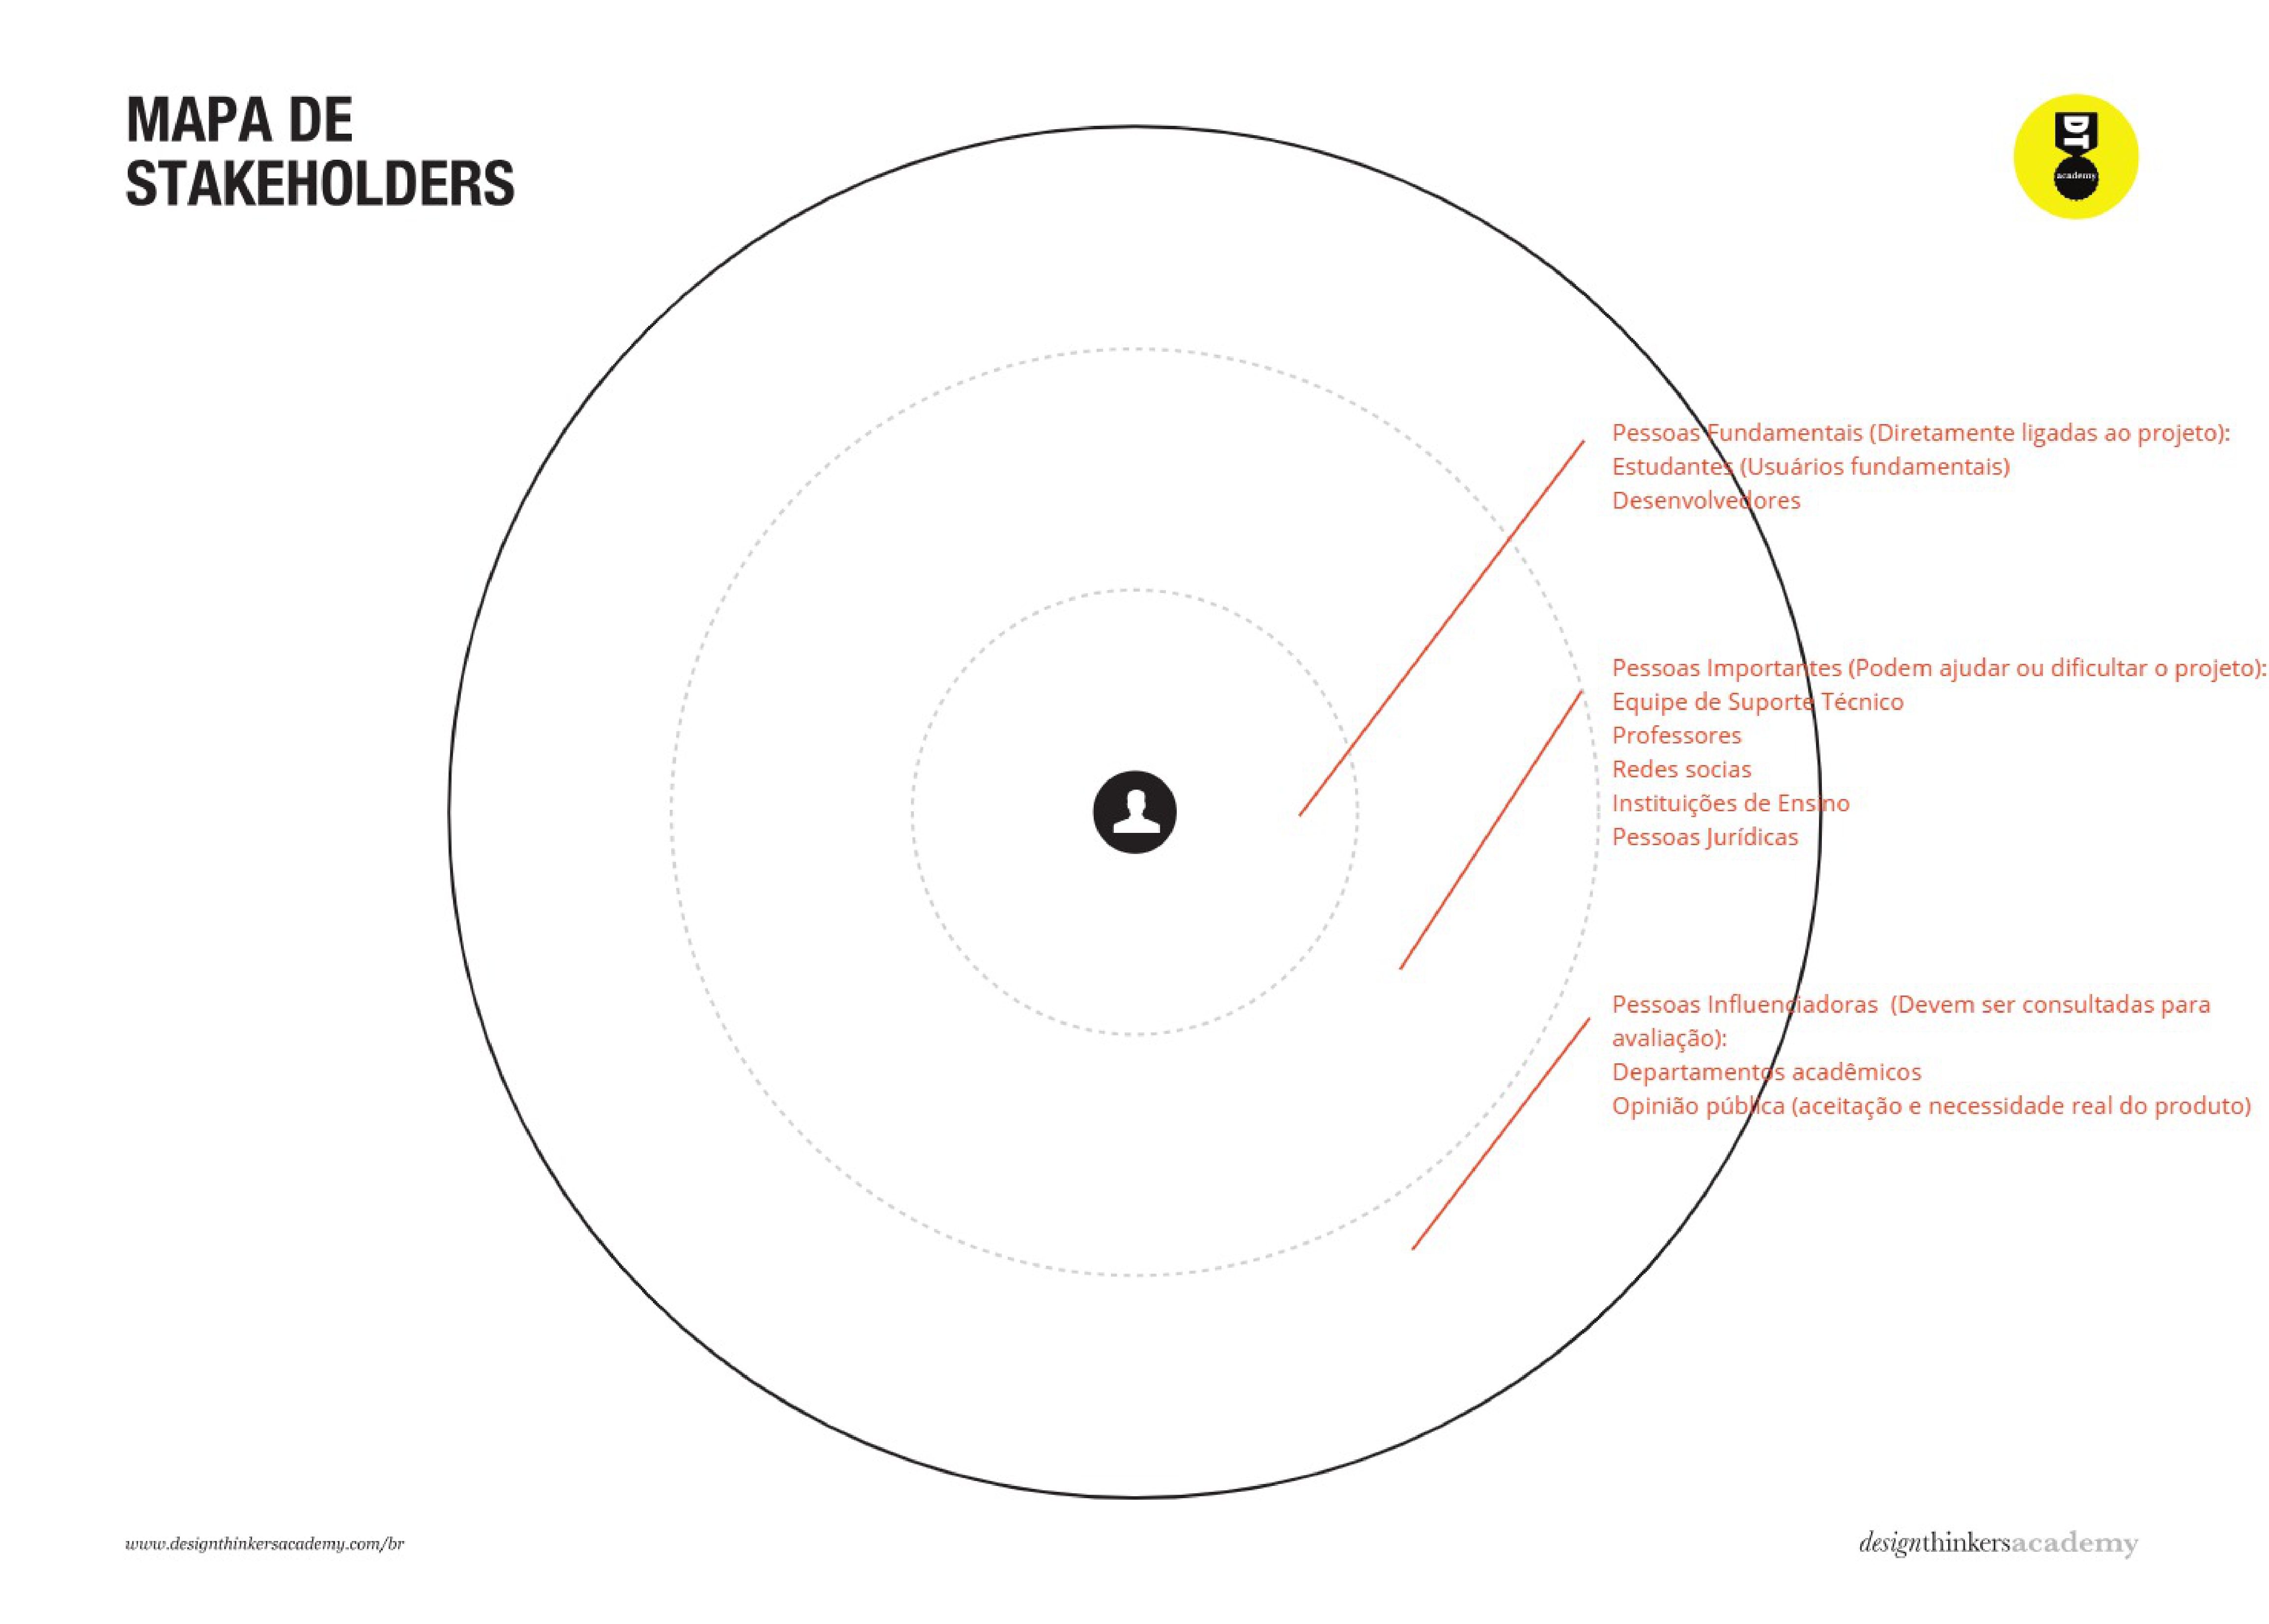 MAPA DE
STAKEHOLDERS
DT
academy
Pessoas Fundamentais (Diretamente ligadas ao projeto):
Estudantes (Usuários fundamentais)
Desenvolvedores
Pessoas Importantes (Podem ajudar ou dificultar o projeto):
Equipe de Suporte Técnico
Professores
Redes socias
Instituições de Ensino
Pessoas Jurídicas
Pessoas Influenciadoras  (Devem ser consultadas para
avaliação):
Departamentos acadêmicos
Opinião pública (aceitação e necessidade real do produto)
www.designthinkersacademy.com/br
designthinkersacademy